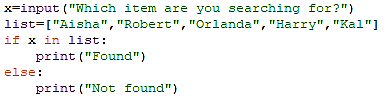 x=input("Which item are you searching for?")
list=["Aisha","Robert","Orlanda","Harry","Kal"]
if x in list:
    print("Found")
else:
    print("Not found")